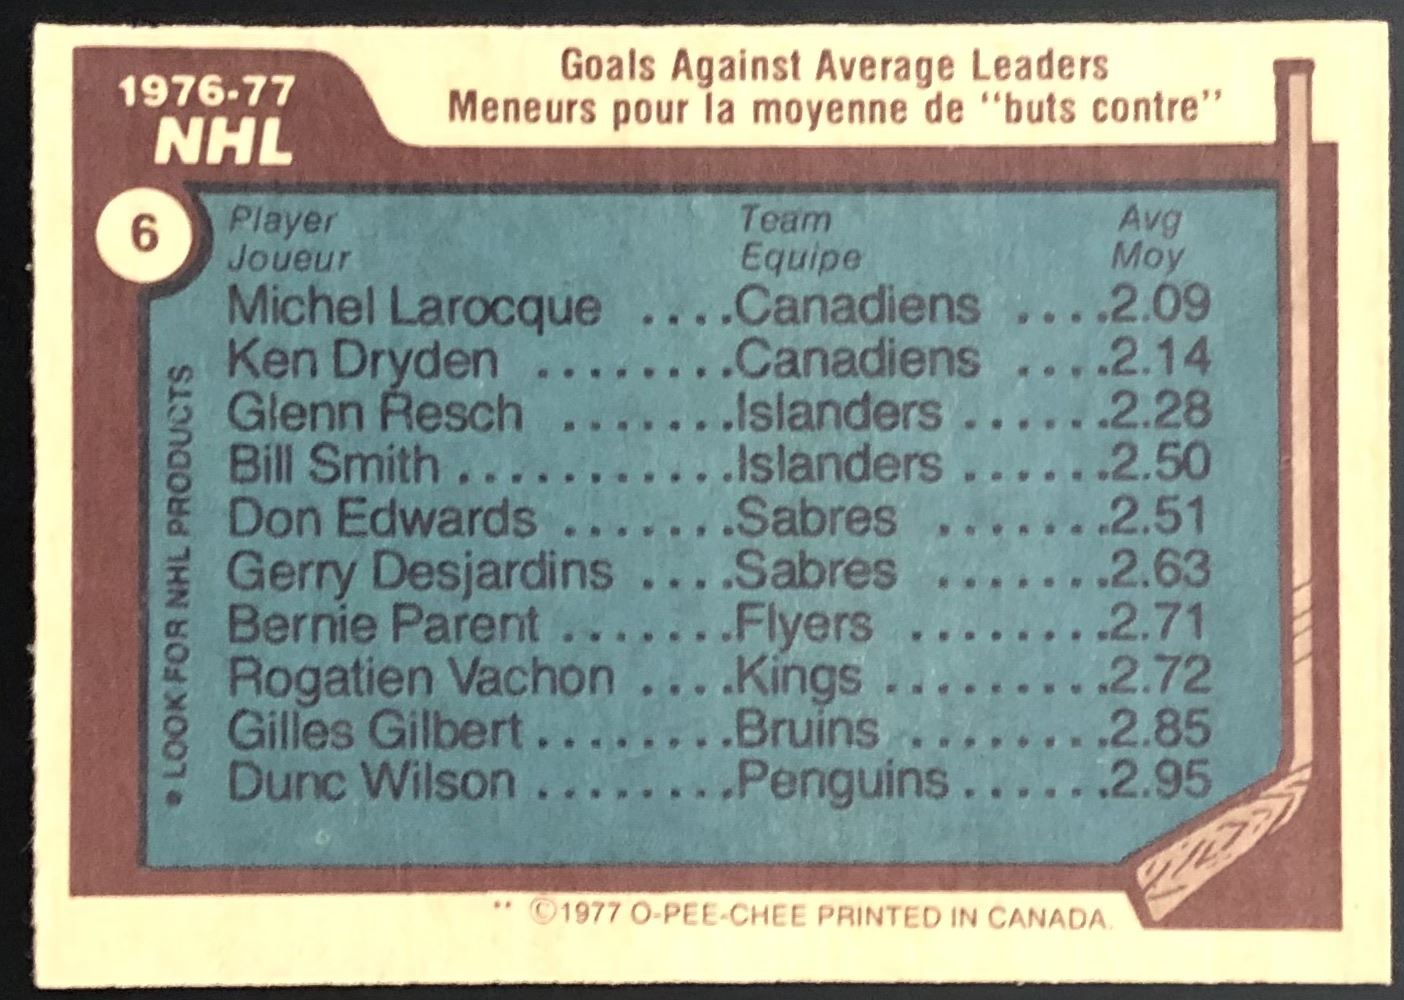 1976-77
NHL
Goals Against Average Leaders
Meneurs pour la moyenne de "buts contre"
6
Player Team Avg
Joueur Equipe Moy
Michel Larocque ....Canadiens ....2.09
Ken Dryden ........Canadiens ....2.14
Glenn Resch .......Islanders ......2.28
Bill Smith ...........Islanders ......2.50
Don Edwards .......Sabres .......2.51
Gerry Desjardins ....Sabres .......2.63
Bernie Parent .......Flyers ........2.71
Rogatien Vachon ....Kings .........2.72
Gilles Gilbert ........Bruins ........2.85
Dunc Wilson ........Penguins ......2.95
• LOOK FOR NHL PRODUCTS
** ©1977 O-PEE-CHEE PRINTED IN CANADA.